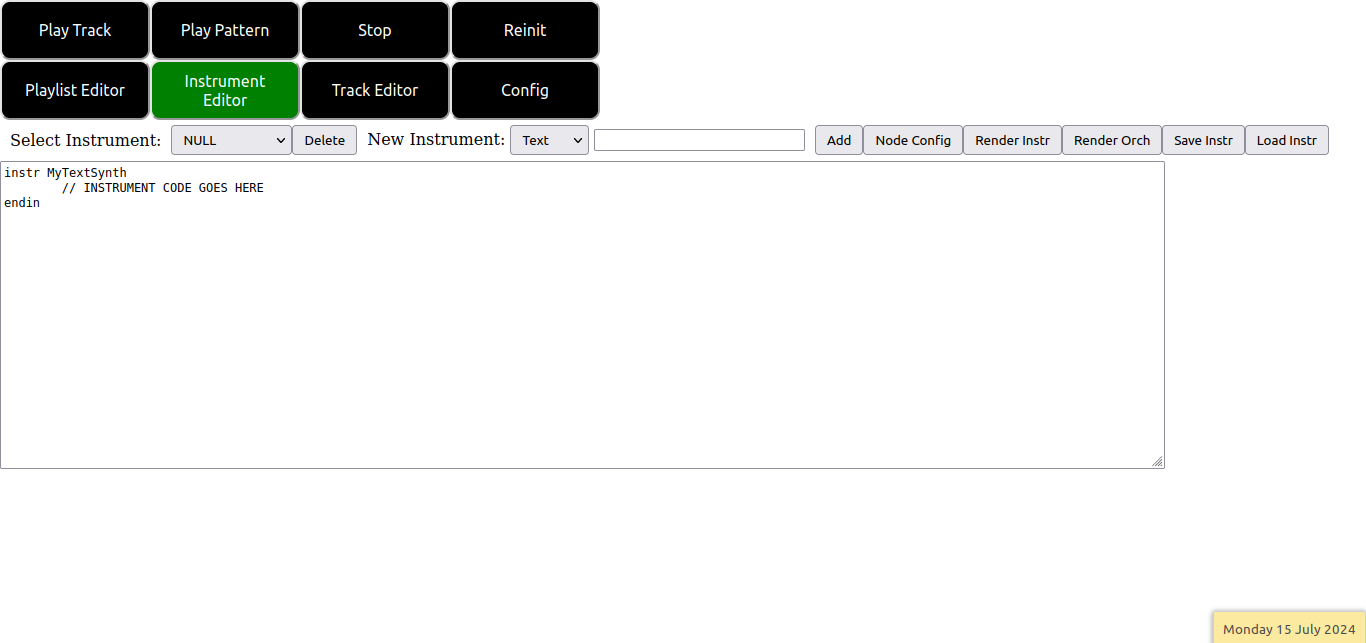 Play Track Play Pattern Stop Reinit
Playlist Editor Instrument Editor Track Editor Config
Select Instrument: NULL Delete New Instrument: Text Add Node Config Render Instr Render Orch Save Instr Load Instr
instr MyTextSynth
// INSTRUMENT CODE GOES HERE
endin
Monday 15 July 2024